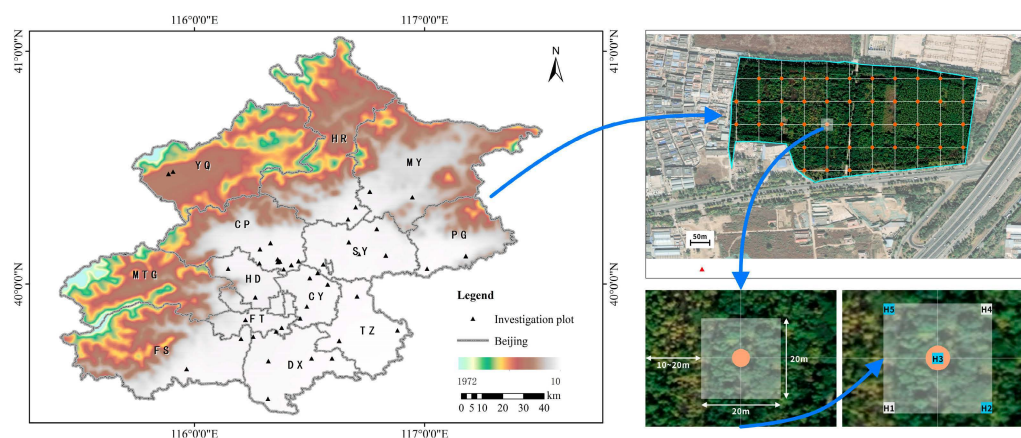 116°0'0"E
117°0'0"E
41°0'0"N
41°0'0"N
N
HR
YQ
MY
CP
PG
SY
MTG
HD
CY
FT
TZ
FS
DX
Legend
Investigation plot
Beijing
1972
10
km
0 5 10 20 30 40
40°0'0"N
40°0'0"N
116°0'0"E
117°0'0"E
50m
10~20m
20m
20m
H5
H4
H3
H1
H2